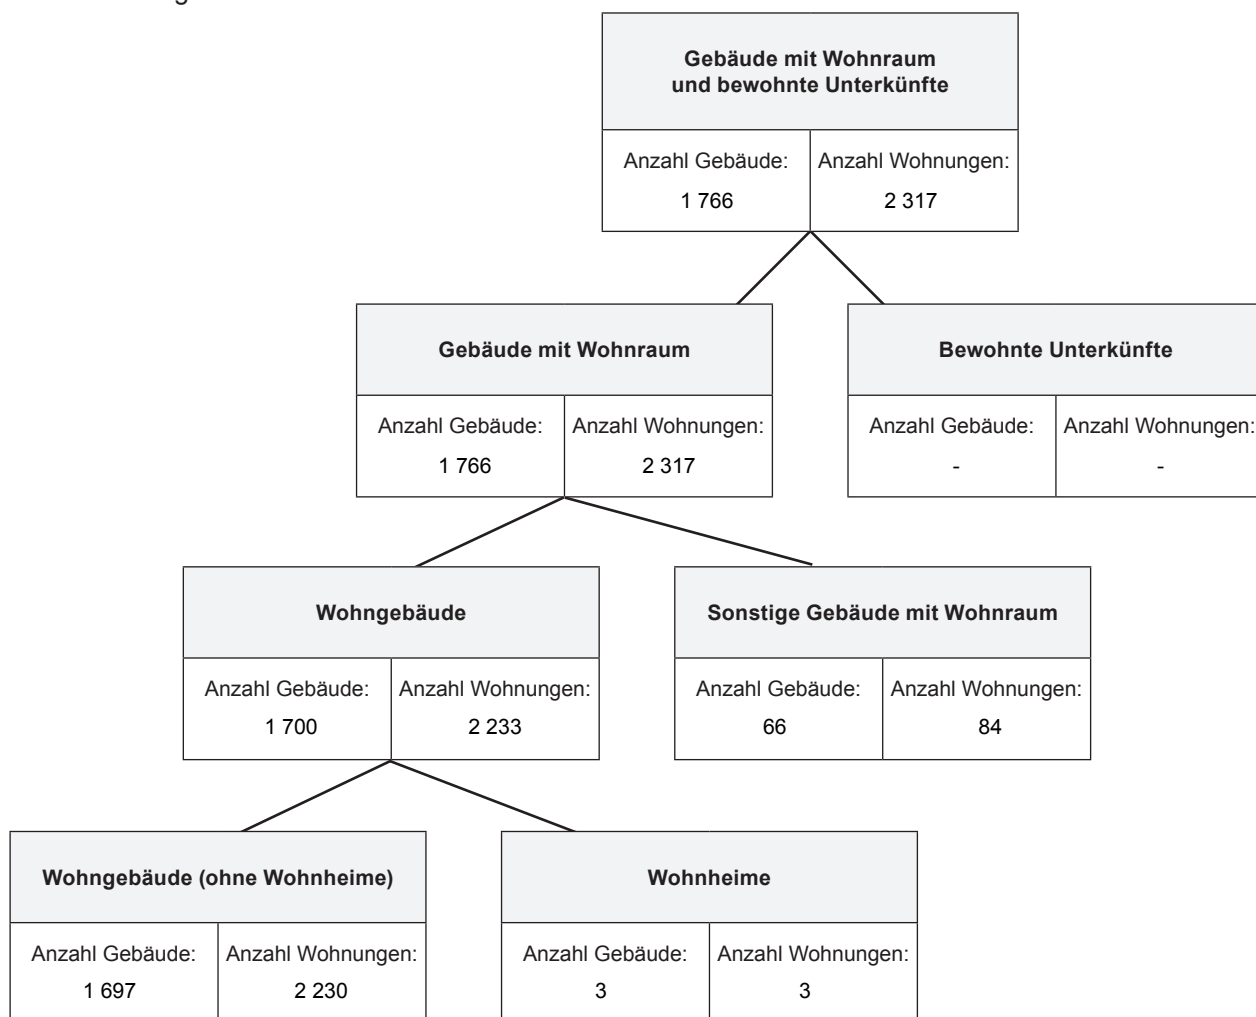 Gebäude mit Wohnraum
und bewohnte Unterkünfte
Anzahl Gebäude: Anzahl Wohnungen:
1 766 2 317
Gebäude mit Wohnraum Bewohnte Unterkünfte
Anzahl Gebäude: Anzahl Wohnungen: Anzahl Gebäude: Anzahl Wohnungen:
1 766 2 317 - -
Wohngebäude Sonstige Gebäude mit Wohnraum
Anzahl Gebäude: Anzahl Wohnungen: Anzahl Gebäude: Anzahl Wohnungen:
1 700 2 233 66 84
Wohngebäude (ohne Wohnheime) Wohnheime
Anzahl Gebäude: Anzahl Wohnungen: Anzahl Gebäude: Anzahl Wohnungen:
1 697 2 230 3 3